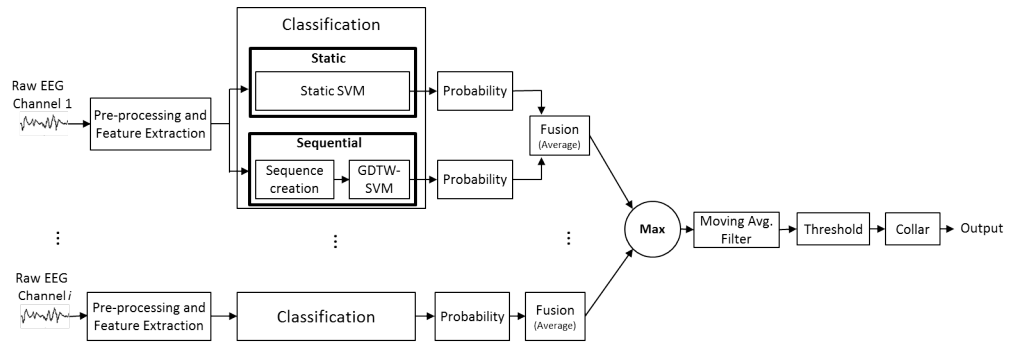 Classification
Static
Static SVM
Probability
Raw EEG
Channel 1
Pre-processing and
Feature Extraction
Fusion
(Average)
Sequential
Sequence
creation
GDTW-
SVM
Probability
Max
Moving Avg.
Filter
Threshold
Collar
Output
Raw EEG
Channel i
Pre-processing and
Feature Extraction
Classification
Probability
Fusion
(Average)